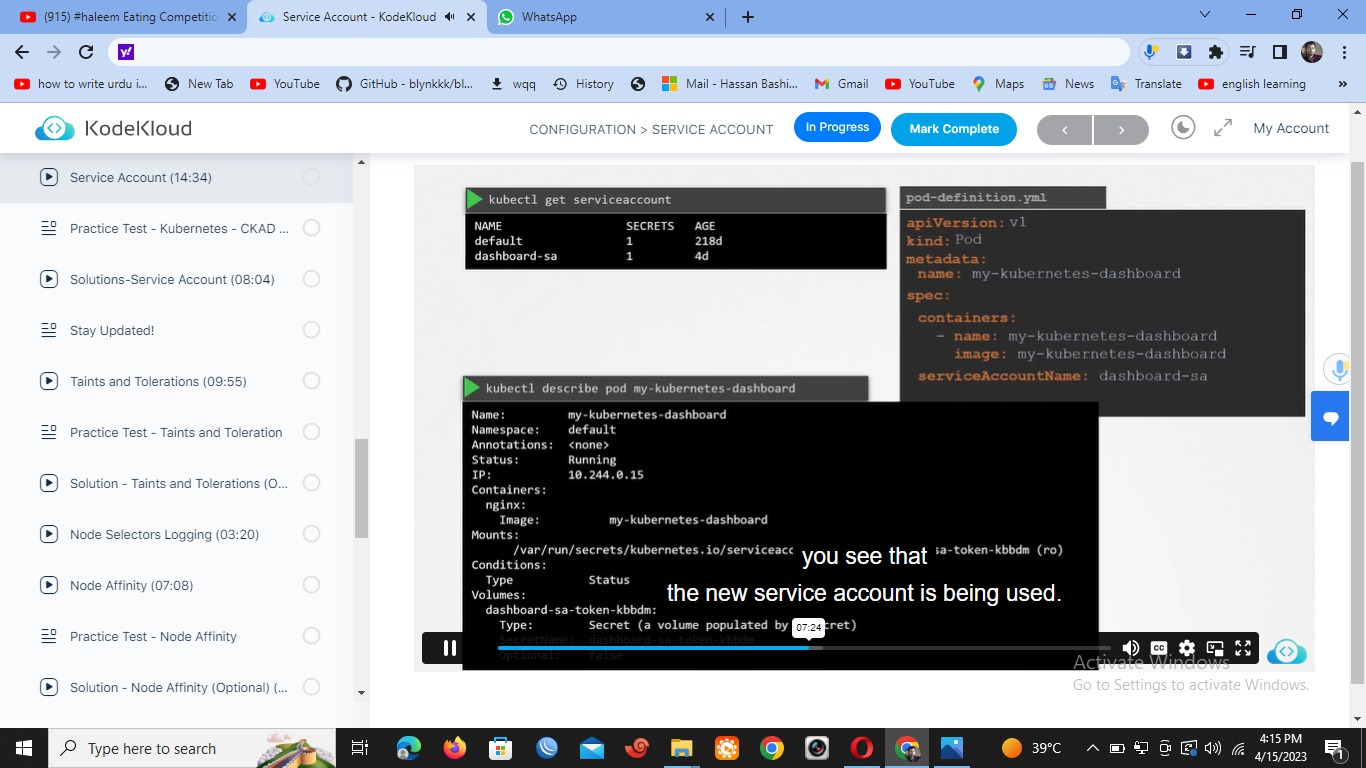 (915) #haleem Eating Competitio
Service Account - KodeKloud
WhatsApp
y!
how to write urdu i...
New Tab
YouTube
GitHub - blynkkk/bl...
wqq
History
Mail - Hassan Bashi...
Gmail
YouTube
Maps
News
Translate
english learning
»
KodeKloud
CONFIGURATION > SERVICE ACCOUNT
In Progress
Mark Complete
<
>
My Account
Service Account (14:34)
Practice Test - Kubernetes - CKAD ...
Solutions-Service Account (08:04)
Stay Updated!
Taints and Tolerations (09:55)
Practice Test - Taints and Toleration
Solution - Taints and Tolerations (O...
Node Selectors Logging (03:20)
Node Affinity (07:08)
Practice Test - Node Affinity
Solution - Node Affinity (Optional) (...
kubectl get serviceaccount
NAME SECRETS AGE
default 1 218d
dashboard-sa 1 4d
pod-definition.yml
apiVersion: v1
kind: Pod
metadata:
name: my-kubernetes-dashboard
spec:
containers:
- name: my-kubernetes-dashboard
image: my-kubernetes-dashboard
serviceAccountName: dashboard-sa
kubectl describe pod my-kubernetes-dashboard
Name: my-kubernetes-dashboard
Namespace: default
Annotations: <none>
Status: Running
IP: 10.244.0.15
Containers:
nginx:
Image: my-kubernetes-dashboard
Mounts:
/var/run/secrets/kubernetes.io/serviceacc sa-token-kbbdm (ro)
Conditions:
Type Status
Volumes:
dashboard-sa-token-kbbdm:
Type: Secret (a volume populated by cret)
SecretName: dashboard-sa-token-kbbdm
Optional: false
you see that
the new service account is being used.
07:24
CC
Activate Windows
Go to Settings to activate Windows.
Type here to search
39°C
4:15 PM
4/15/2023
1